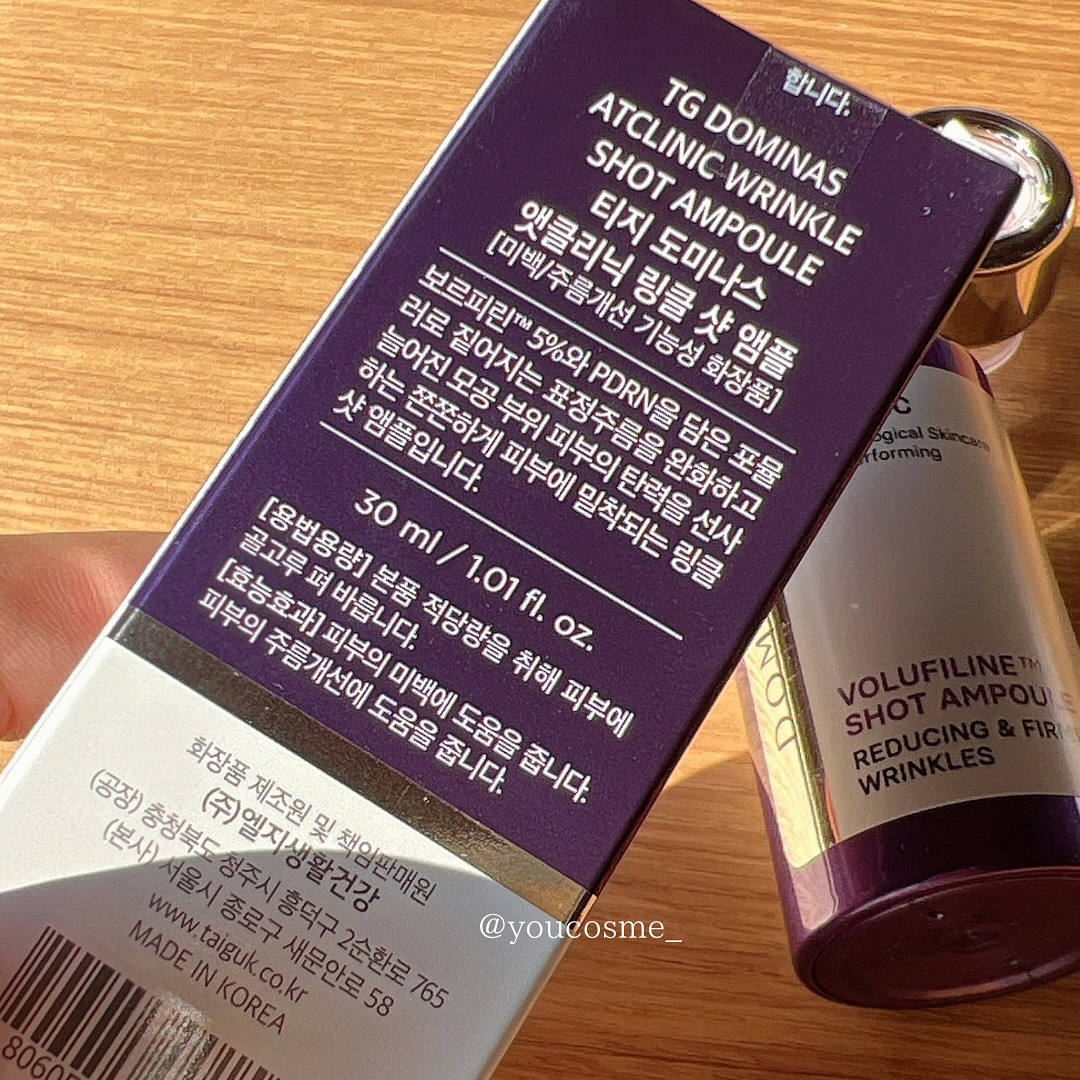 합니다.
TG DOMINAS
ATCLINIC WRINKLE
SHOT AMPOULE
티지 도미나스
앳클리닉 링클 샷 앰플
[미백/주름개선 기능성 화장품]
보르피린™ 5%와 PDRN을 담은 포뮬
러로 짙어지는 표정주름을 완화하고
늘어진 모공 부위 피부의 탄력을 선사
하는 쫀쫀하게 피부에 밀착되는 링클
샷 앰플입니다.
30 ml / 1.01 fl. oz.
[용법용량] 본품 적당량을 취해 피부에
골고루 펴 바릅니다.
[효능효과] 피부의 미백에 도움을 줍니다.
피부의 주름개선에 도움을 줍니다.
화장품 제조원 및 책임판매원
(주)엘지생활건강
(공장) 충청북도 청주시 흥덕구 2순환로 765
(본사) 서울시 종로구 새문안로 58
www.taiguk.co.kr
MADE IN KOREA
8060
C
ogical Skincare
rforming
DOM
VOLUFILINE™
SHOT AMPOULE
REDUCING & FIRM
WRINKLES
@youcosme_